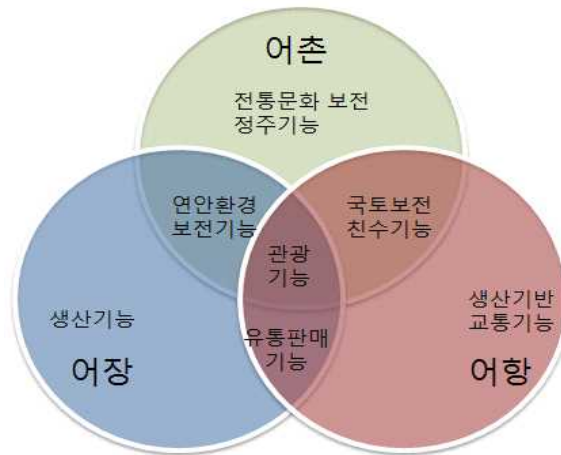 어촌
전통문화 보전
정주기능
연안환경
보전기능
국토보전
친수기능
관광
기능
생산기능
어장
유통판매
기능
생산기반
교통기능
어항